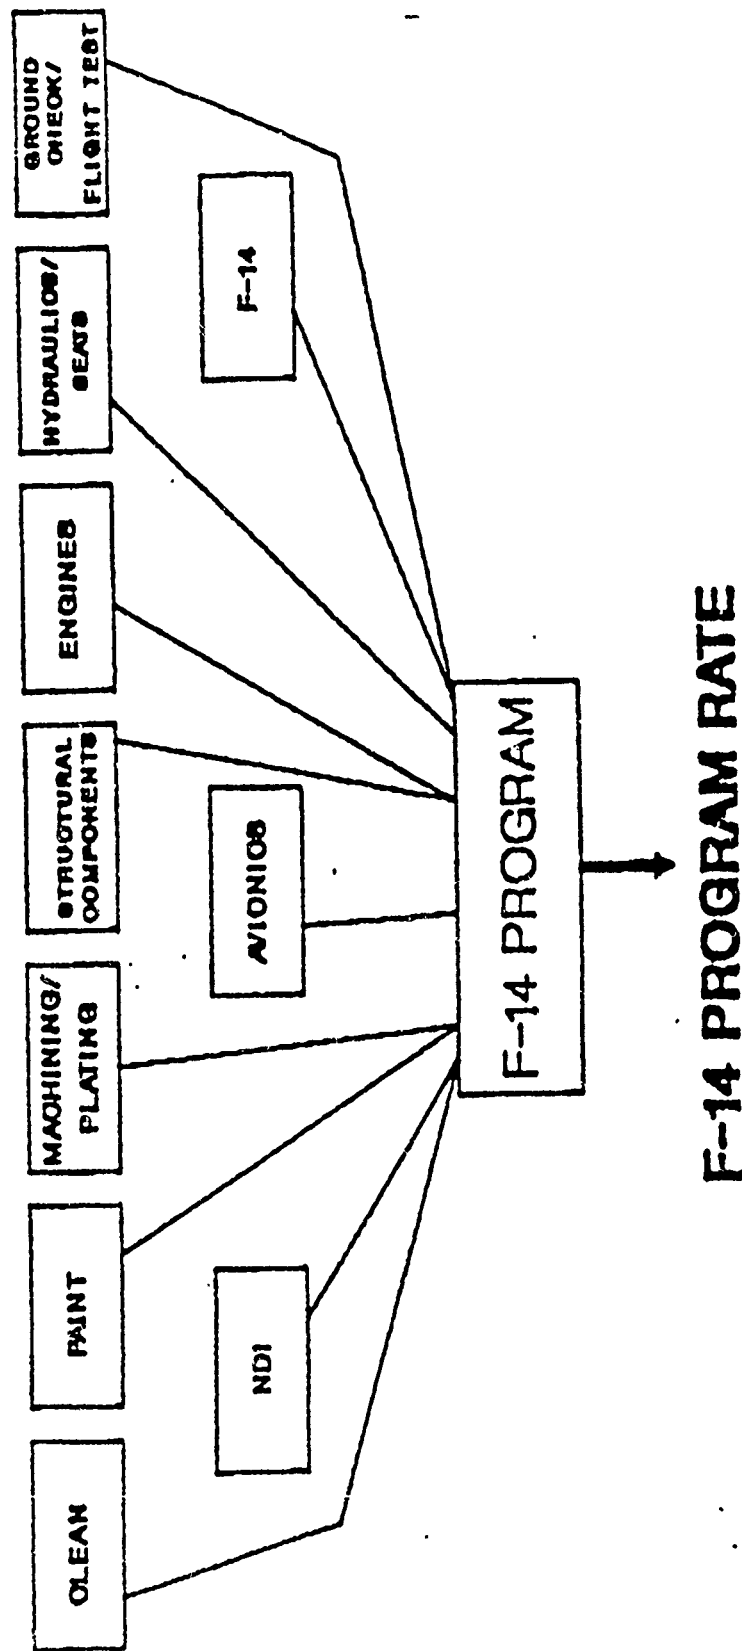 CLEAN
PAINT
MACHINING/
PLATING
STRUCTURAL
COMPONENTS
ENGINES
HYDRAULICS/
SEATS
GROUND
CHECK/
FLIGHT TEST
NDI
AVIONICS
F-14
F-14 PROGRAM
F-14 PROGRAM RATE